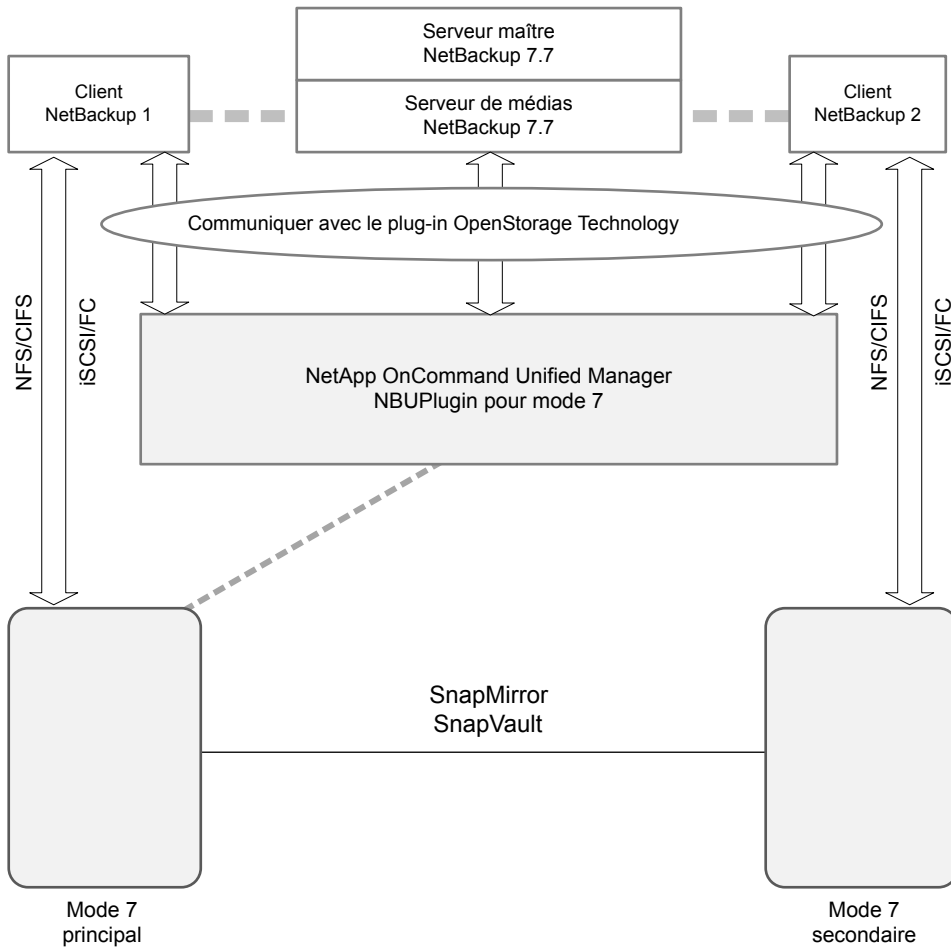 Serveur maître
NetBackup 7.7
Client
NetBackup 1
Serveur de médias
NetBackup 7.7
Client
NetBackup 2
Communiquer avec le plug-in OpenStorage Technology
NFS/CIFS
iSCSI/FC
NetApp OnCommand Unified Manager
NBUPlugin pour mode 7
NFS/CIFS
iSCSI/FC
SnapMirror
SnapVault
Mode 7
principal
Mode 7
secondaire